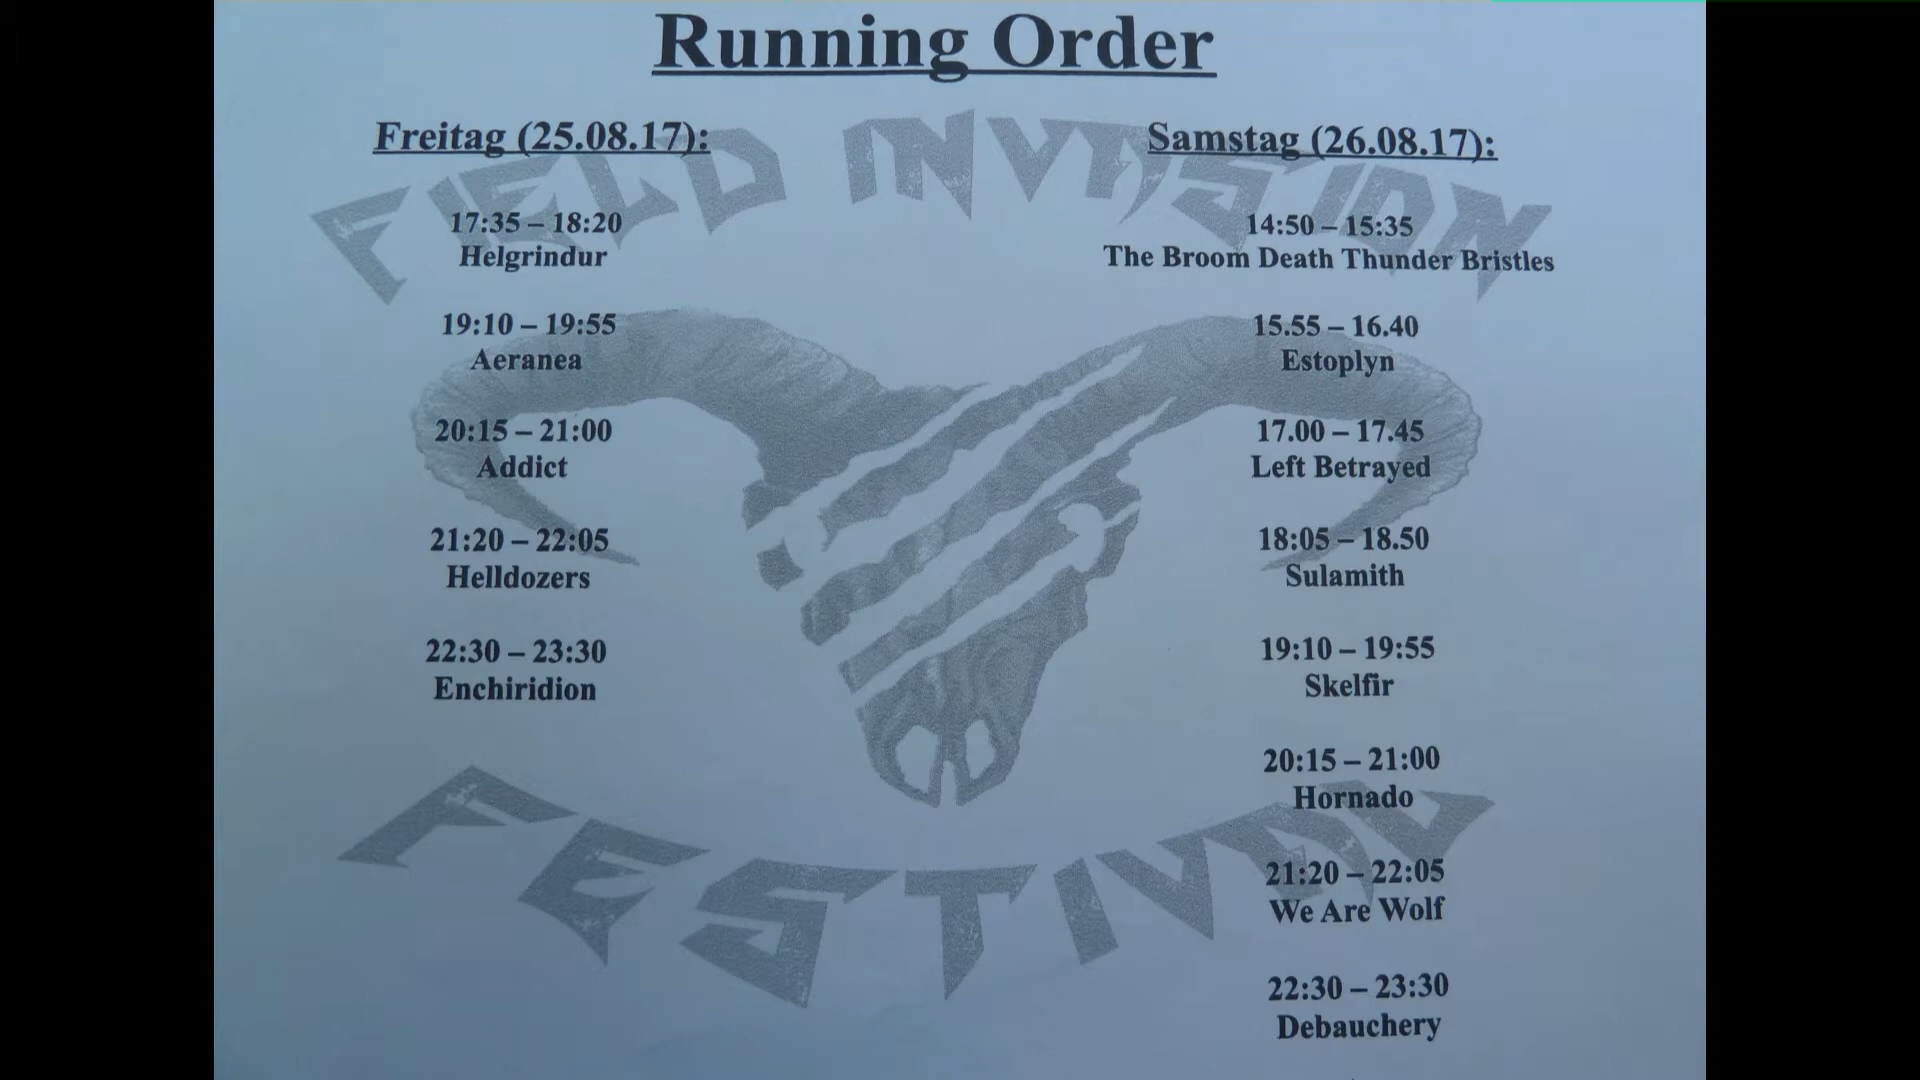 Running Order
FIELD INVASION
Freitag (25.08.17):
17:35 – 18:20
Helgrindur
19:10 – 19:55
Aeranea
20:15 – 21:00
Addict
21:20 – 22:05
Helldozers
22:30 – 23:30
Enchiridion
Samstag (26.08.17):
14:50 – 15:35
The Broom Death Thunder Bristles
15.55 – 16.40
Estoplyn
17.00 – 17.45
Left Betrayed
18:05 – 18.50
Sulamith
19:10 – 19:55
Skelfir
20:15 – 21:00
Hornado
21:20 – 22:05
We Are Wolf
22:30 – 23:30
Debauchery
FESTIVAL